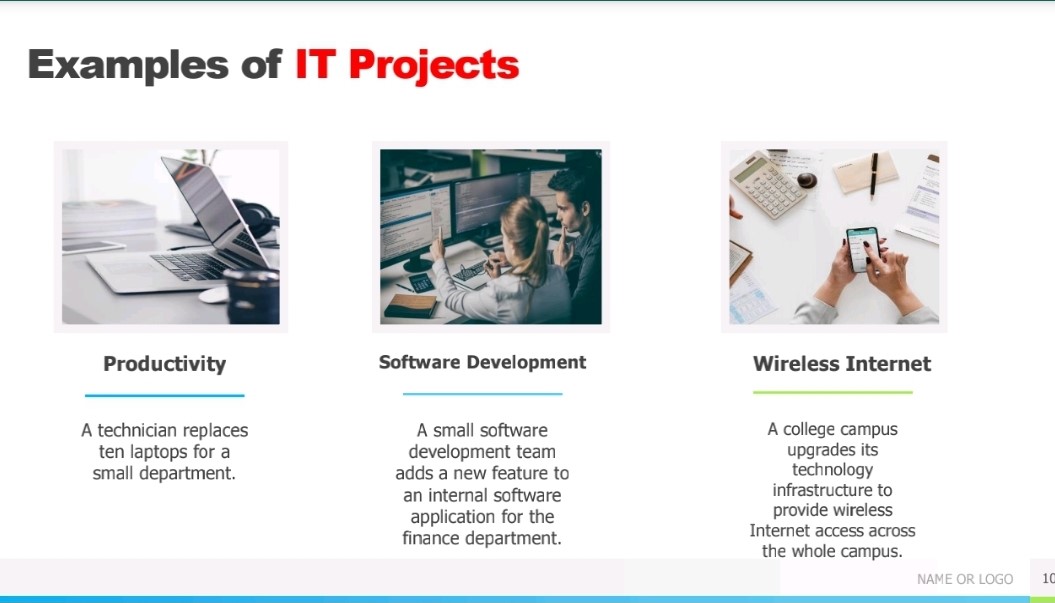 Examples of IT Projects
Productivity
A technician replaces
ten laptops for a
small department.
Software Development
A small software
development team
adds a new feature to
an internal software
application for the
finance department.
Wireless Internet
A college campus
upgrades its
technology
infrastructure to
provide wireless
Internet access across
the whole campus.
NAME OR LOGO
10